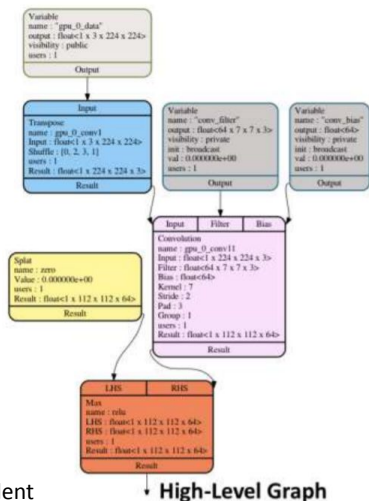 Variable
name : "gpu_0_data"
output : float<1 x 3 x 224 x 224>
visibility : public
users : 1
Output
Input
Transpose
name : gpu_0_conv1
Input : float<1 x 3 x 224 x 224>
Shuffle : [0, 2, 3, 1]
users : 1
Result : float<1 x 224 x 224 x 3>
Result
Variable
name : "conv_filter"
output : float<64 x 7 x 7 x 3>
visibility : private
init : broadcast
val : 0.000000e+00
users : 1
Output
Variable
name : "conv_bias"
output : float<64>
visibility : private
init : broadcast
val : 0.000000e+00
users : 1
Output
Input Filter Bias
Convolution
name : gpu_0_conv11
Input : float<1 x 224 x 224 x 3>
Filter : float<64 x 7 x 7 x 3>
Bias : float<64>
Kernel : 7
Stride : 2
Pad : 3
Group : 1
users : 1
Result : float<1 x 112 x 112 x 64>
Result
Splat
name : zero
Value : 0.000000e+00
users : 1
Result : float<1 x 112 x 112 x 64>
Result
LHS RHS
Max
name : relu
LHS : float<1 x 112 x 112 x 64>
RHS : float<1 x 112 x 112 x 64>
users : 1
Result : float<1 x 112 x 112 x 64>
Result
High-Level Graph